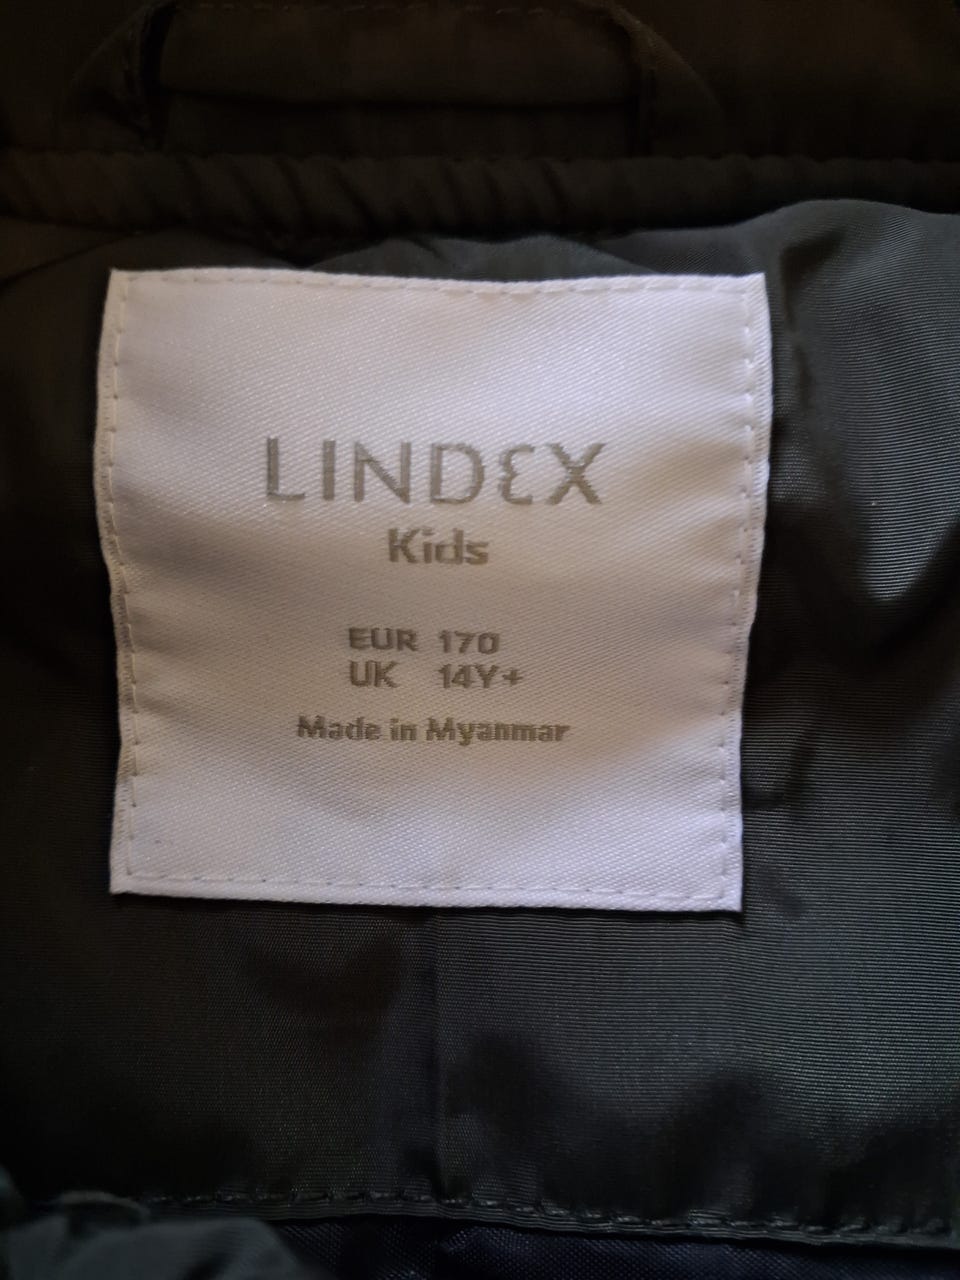 LINDEX
Kids
EUR 170
UK 14Y+
Made in Myanmar